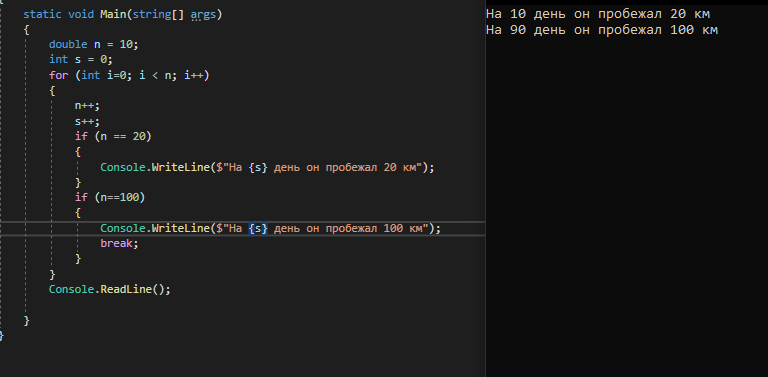 static void Main(string[] args)
{
double n = 10;
int s = 0;
for (int i=0; i < n; i++)
{
n++;
s++;
if (n == 20)
{
Console.WriteLine($"На {s} день он пробежал 20 км");
}
if (n==100)
{
Console.WriteLine($"На {s} день он пробежал 100 км");
break;
}
}
Console.ReadLine();
}
}
На 10 день он пробежал 20 км
На 90 день он пробежал 100 км